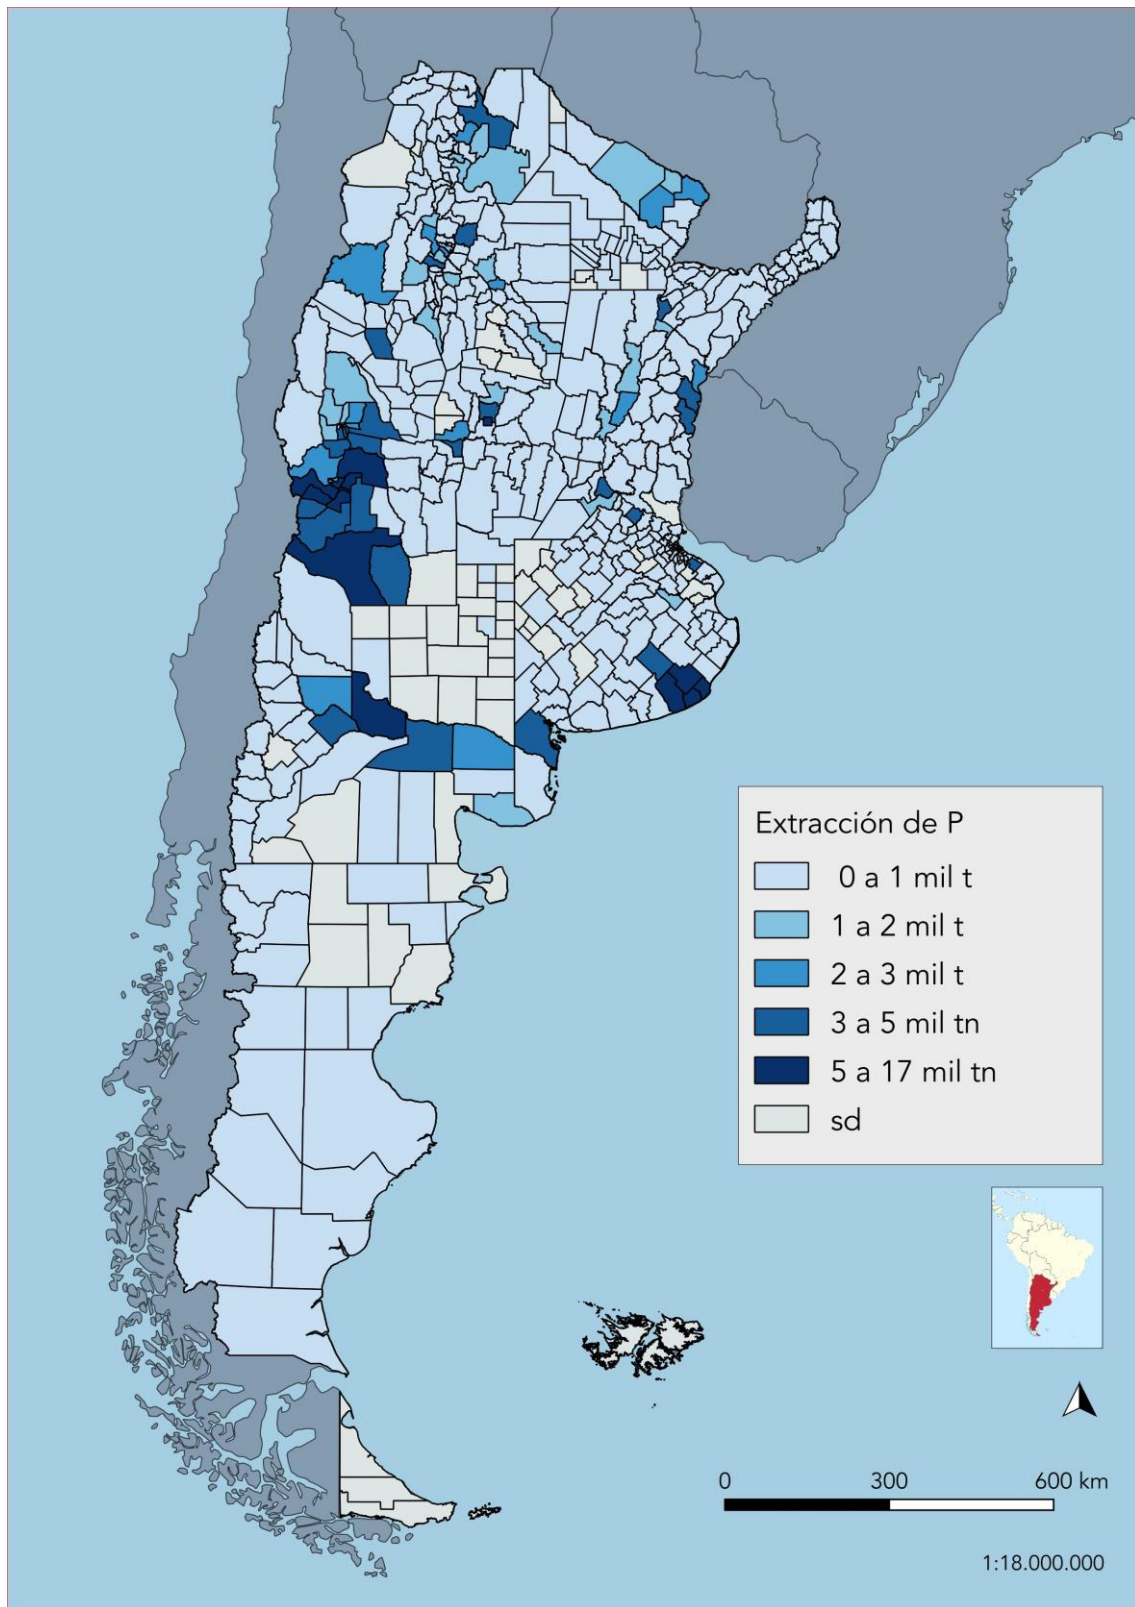 Extracción de P
0 a 1 mil t
1 a 2 mil t
2 a 3 mil t
3 a 5 mil tn
5 a 17 mil tn
sd
0 300 600 km
1:18.000.000